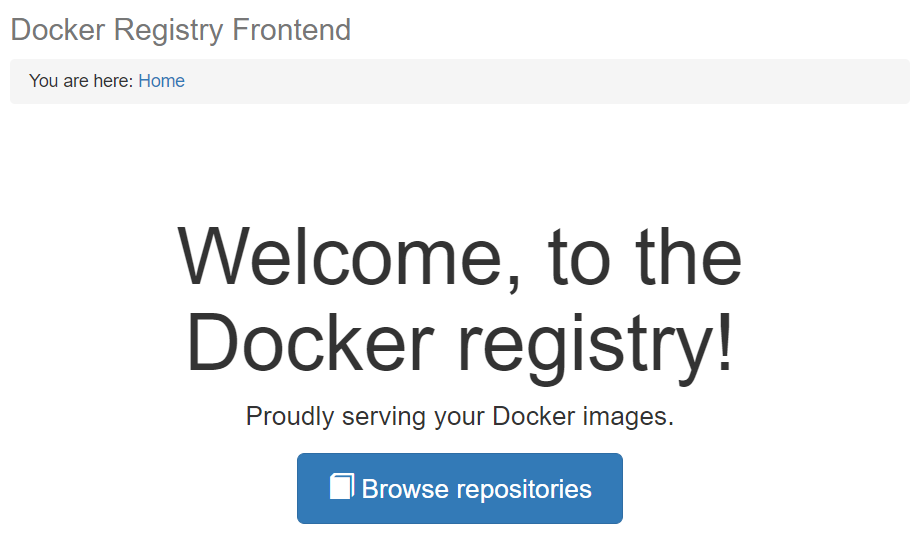 Docker Registry Frontend
You are here: Home
Welcome, to the
Docker registry!
Proudly serving your Docker images.
Browse repositories